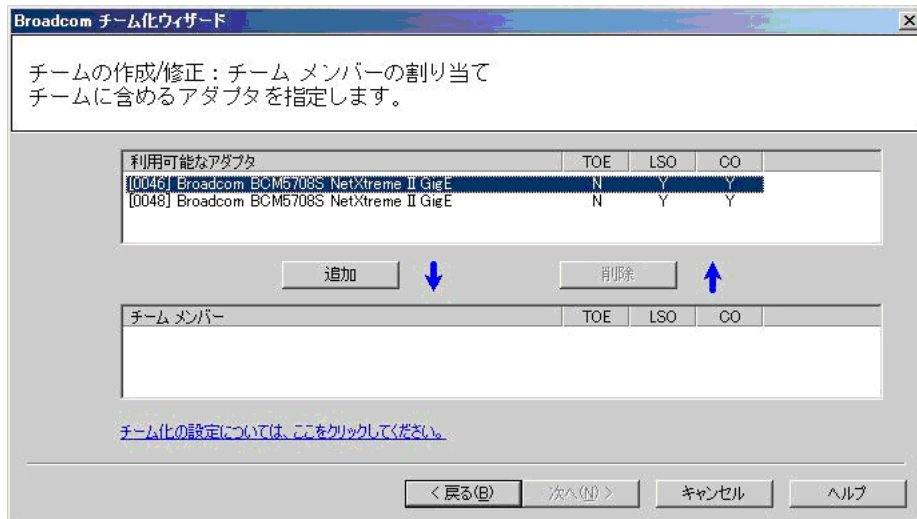 Broadcom チーム化ウィザード
チームの作成/修正：チーム メンバーの割り当て
チームに含めるアダプタを指定します。
利用可能なアダプタ TOE LSO CO
[0046] Broadcom BCM5708S NetXtreme II GigE N Y Y
[0048] Broadcom BCM5708S NetXtreme II GigE N Y Y
追加 削除
チーム メンバー TOE LSO CO
チーム化の設定については、ここをクリックしてください。
< 戻る(B) 次へ(N) > キャンセル ヘルプ